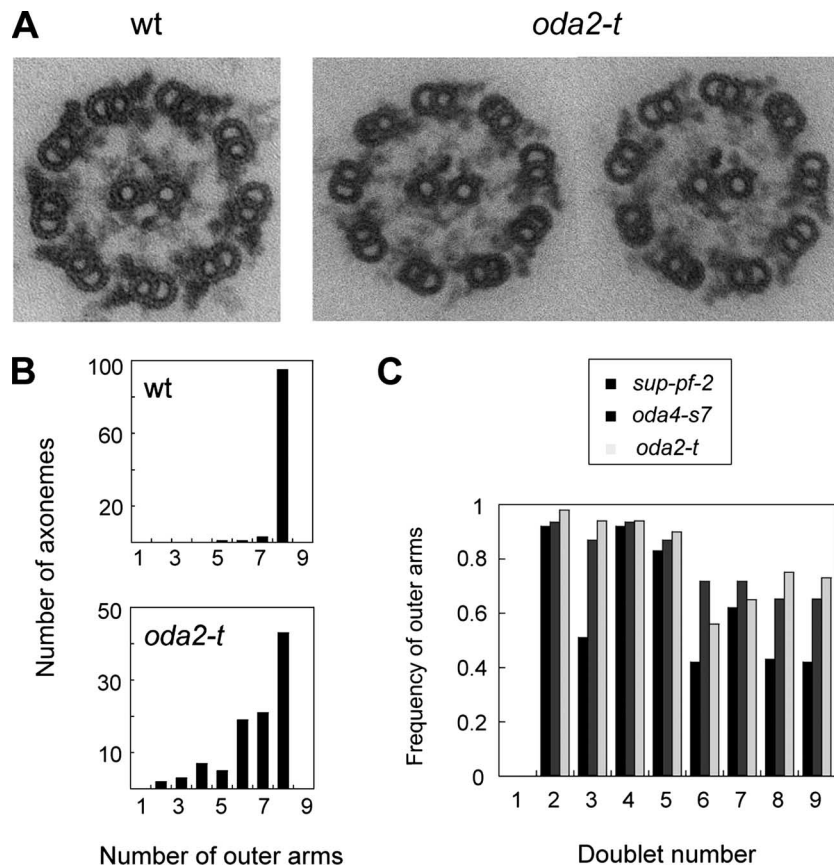 A
wt
oda2-t
B
100
60
20
wt
1 3 5 7 9
50
30
10
oda2-t
1 3 5 7 9
Number of axonemes
Number of outer arms
C
sup-pf-2
oda4-s7
oda2-t
1
0.8
0.6
0.4
0.2
0
Frequency of outer arms
1 2 3 4 5 6 7 8 9
Doublet number